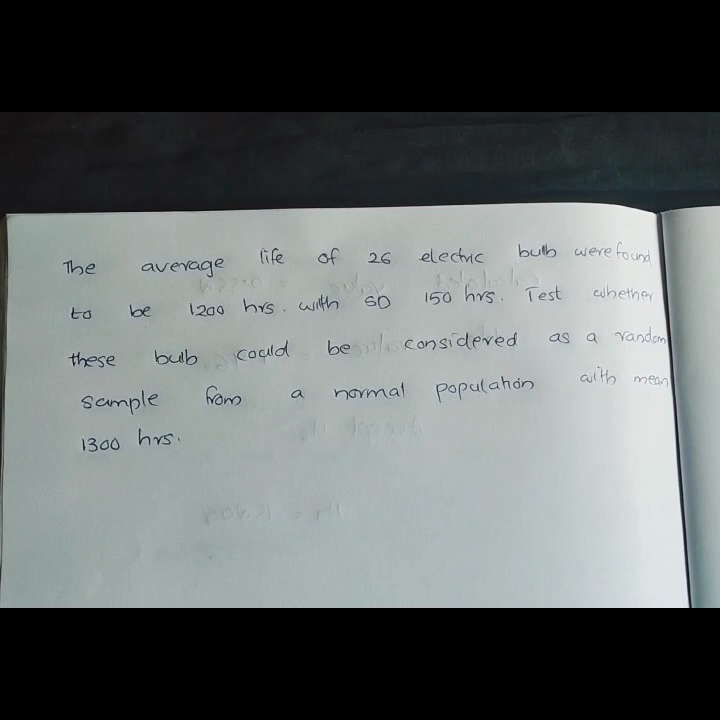 The average life of 26 electric bulb were found
to be 1200 hrs. with SD 150 hrs. Test whether
these bulb could be considered as a random
sample from a normal population with mean
1300 hrs.